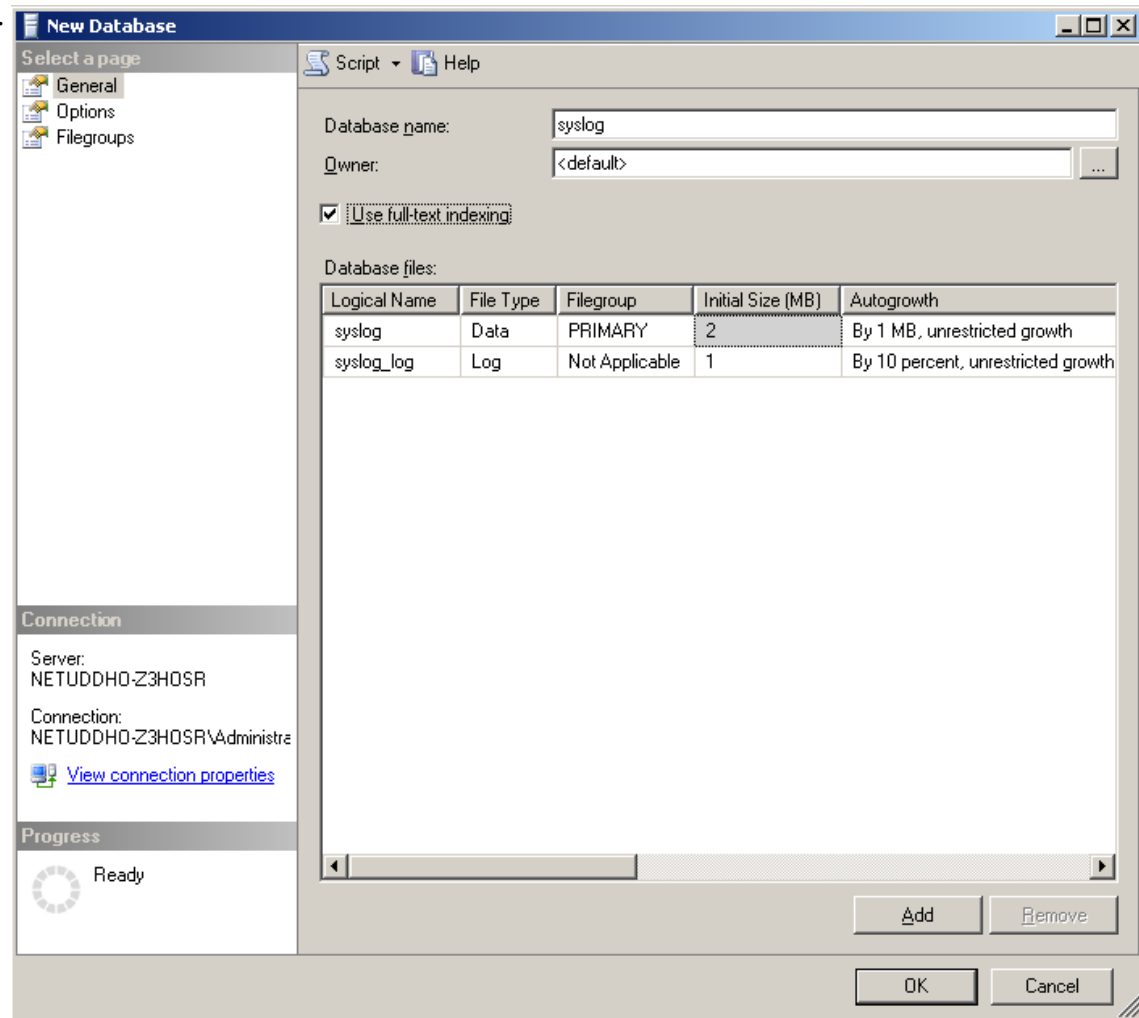 New Database
Select a page
General
Options
Filegroups
Script
Help
Database name:
syslog
Owner:
<default>
...
Use full-text indexing
Database files:
Logical Name File Type Filegroup Initial Size (MB) Autogrowth
syslog Data PRIMARY 2 By 1 MB, unrestricted growth
syslog_log Log Not Applicable 1 By 10 percent, unrestricted growth
Connection
Server:
NETUDDHO-Z3HOSR
Connection:
NETUDDHO-Z3HOSR\Administra
View connection properties
Progress
Ready
Add Remove
OK Cancel